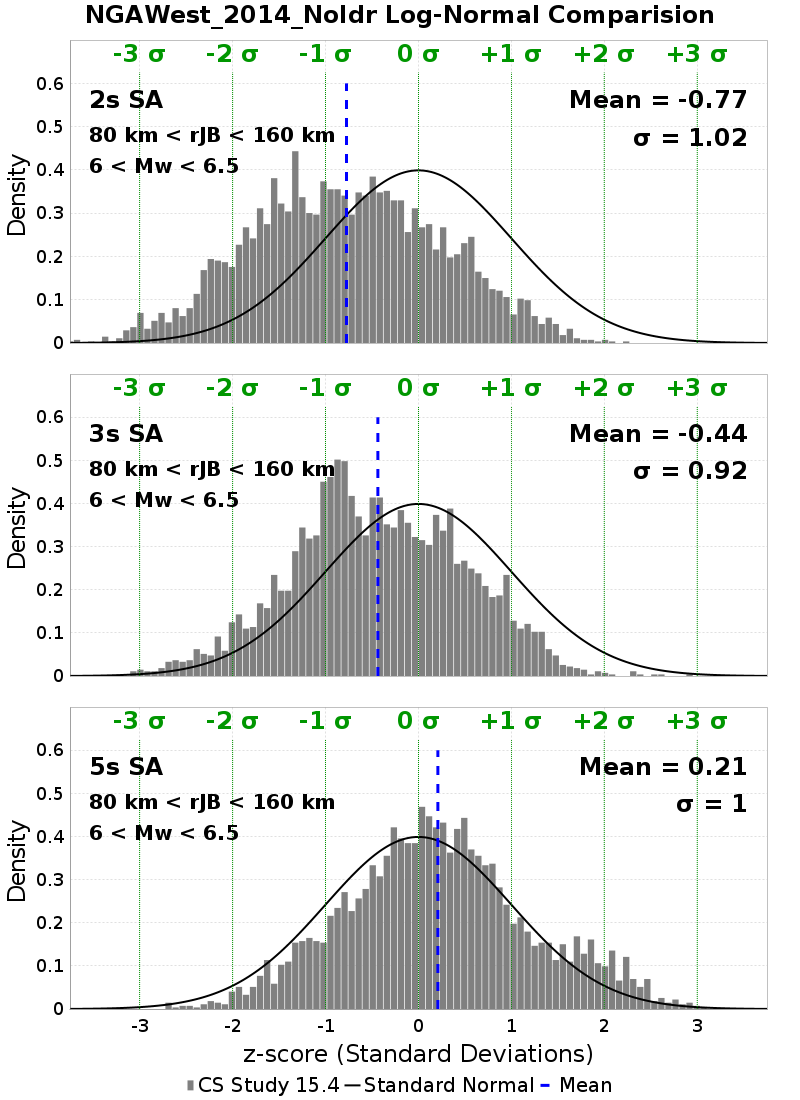 NGAWest_2014_NoIdr Log-Normal Comparision
-3 σ -2 σ -1 σ 0 σ +1 σ +2 σ +3 σ
0.6
2s SA Mean = -0.77
0.5
80 km < rJB < 160 km σ = 1.02
6 < Mw < 6.5
0.4
Density
0.3
0.2
0.1
0
-3 σ -2 σ -1 σ 0 σ +1 σ +2 σ +3 σ
0.6
3s SA Mean = -0.44
0.5
80 km < rJB < 160 km σ = 0.92
6 < Mw < 6.5
0.4
Density
0.3
0.2
0.1
0
-3 σ -2 σ -1 σ 0 σ +1 σ +2 σ +3 σ
0.6
5s SA Mean = 0.21
0.5
80 km < rJB < 160 km σ = 1
6 < Mw < 6.5
0.4
Density
0.3
0.2
0.1
0
-3 -2 -1 0 1 2 3
z-score (Standard Deviations)
CS Study 15.4 Standard Normal Mean